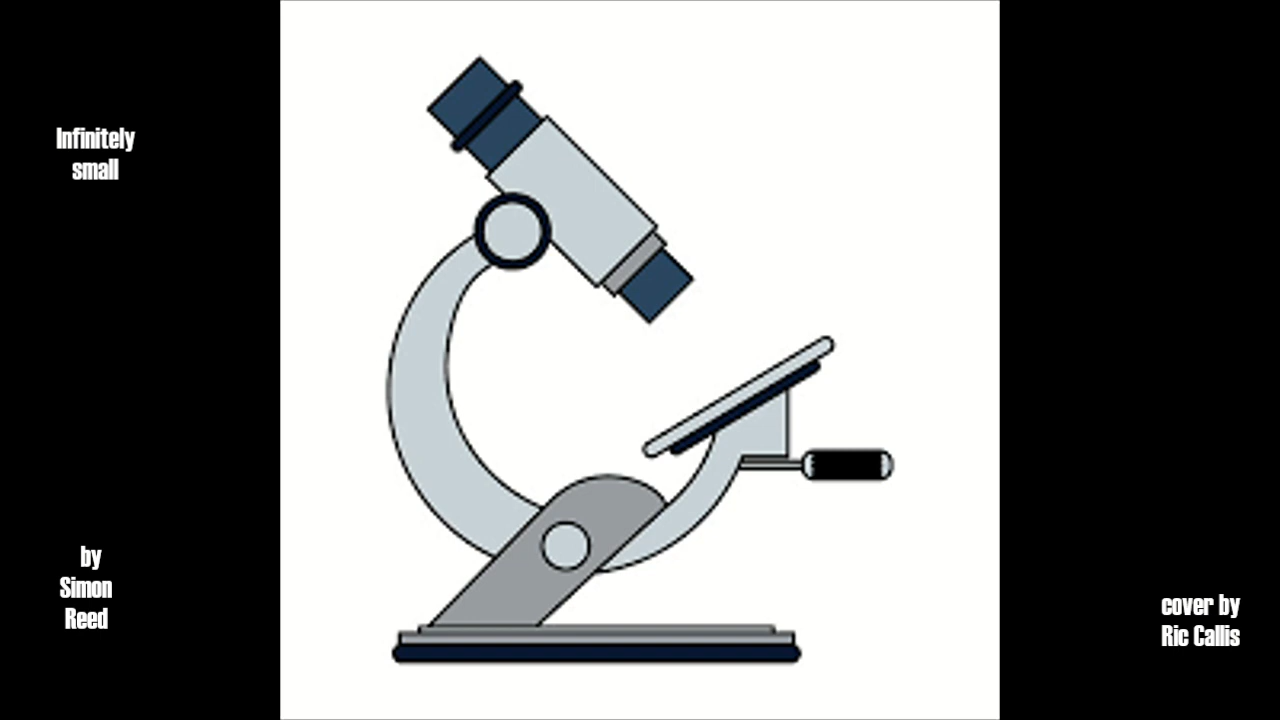 Infinitely
small
by
Simon
Reed
cover by
Ric Callis